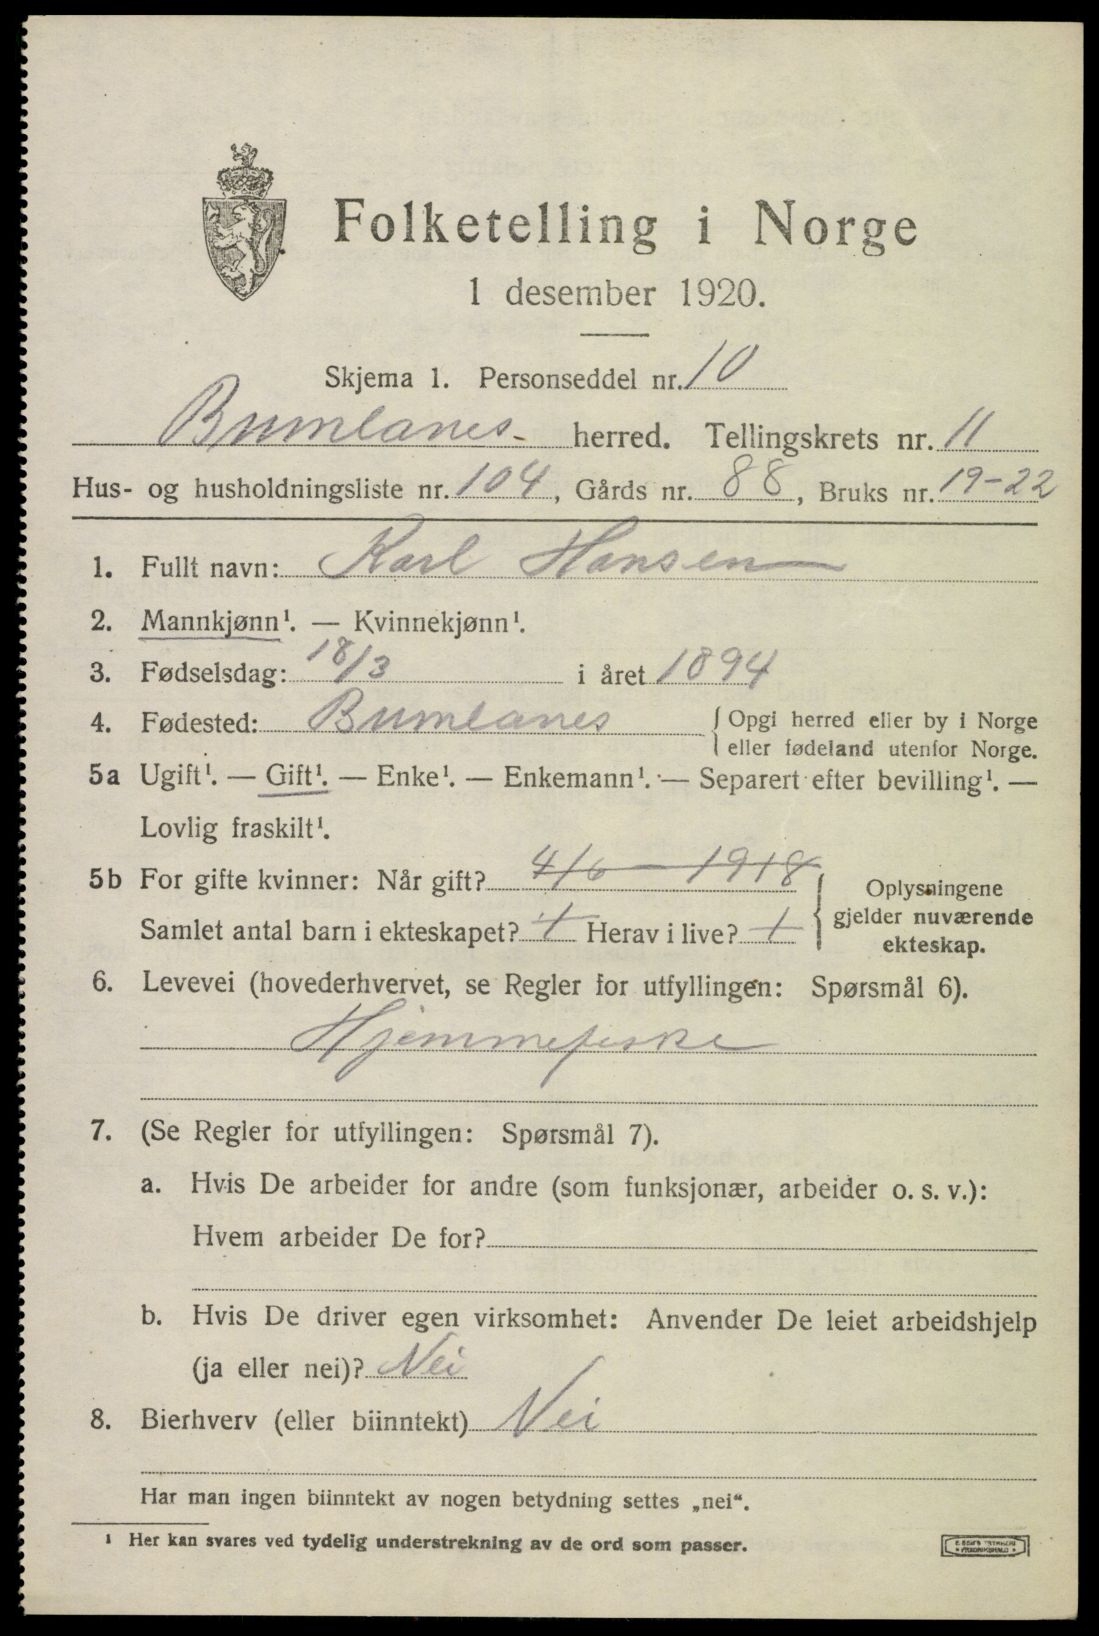 Folketelling i Norge
1 desember 1920.
Skjema 1. Personseddel nr. 10
Bumlanes herred. Tellingskrets nr. 11
Hus- og husholdningsliste nr. 104, Gårds nr. 88, Bruks nr. 19-22
1. Fullt navn: Karl Hansen
2. Mannkjønn¹. — Kvinnekjønn¹.
3. Fødselsdag: 18/3 i året 1894
4. Fødested: Bumlanes { Opgi herred eller by i Norge
eller fødeland utenfor Norge.
5a Ugift¹. — Gift¹. — Enke¹. — Enkemann¹. — Separert efter bevilling¹. —
Lovlig fraskilt¹.
5b For gifte kvinner: Når gift? 4/6 - 1918
Samlet antal barn i ekteskapet? 1 Herav i live? 1
} Oplysningene
gjelder nuværende
ekteskap.
6. Levevei (hovederhvervet, se Regler for utfyllingen: Spørsmål 6).
Hjemmefiske
7. (Se Regler for utfyllingen: Spørsmål 7).
a. Hvis De arbeider for andre (som funksjonær, arbeider o. s. v.):
Hvem arbeider De for?
b. Hvis De driver egen virksomhet: Anvender De leiet arbeidshjelp
(ja eller nei)? Nei
8. Bierhverv (eller biinntekt) Nei
Har man ingen biinntekt av nogen betydning settes „nei“.
¹ Her kan svares ved tydelig understrekning av de ord som passer.